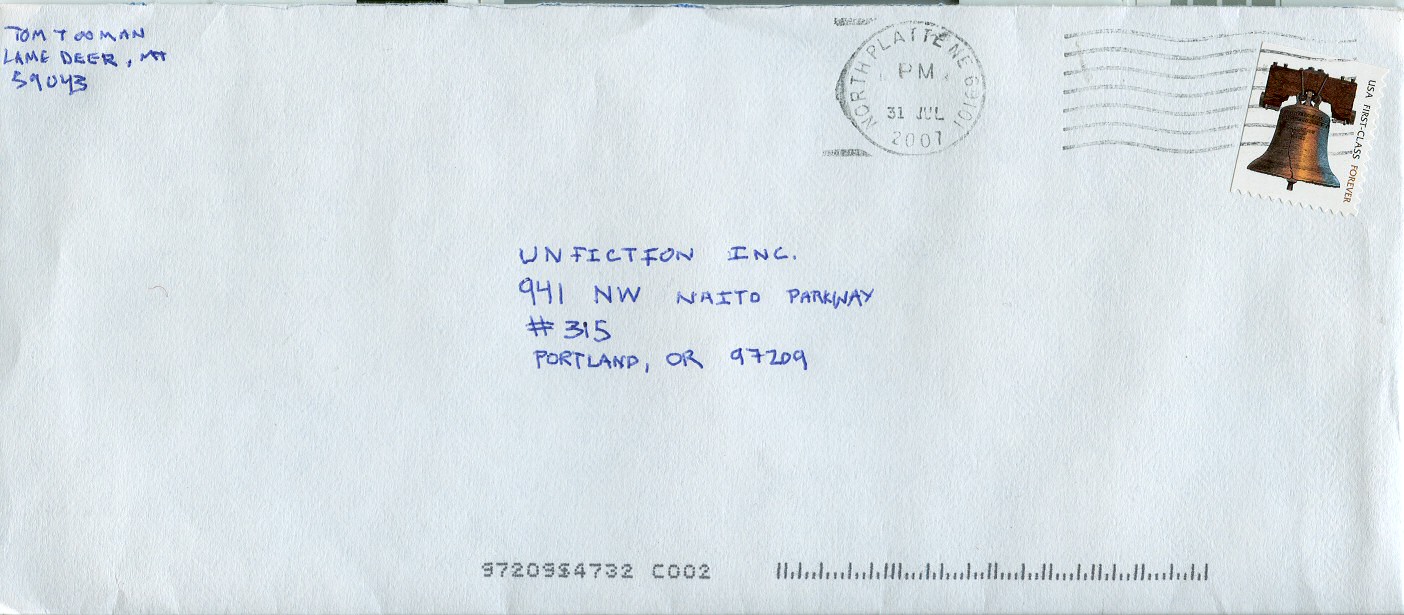 TOM TOOMAN
LAME DEER, MT
59043
NORTH PLATTE NE 69101
PM
31 JUL
2007
USA FIRST-CLASS FOREVER
UNFICTION INC.
941 NW NAITO PARKWAY
#315
PORTLAND, OR 97209
97209$4732 C002